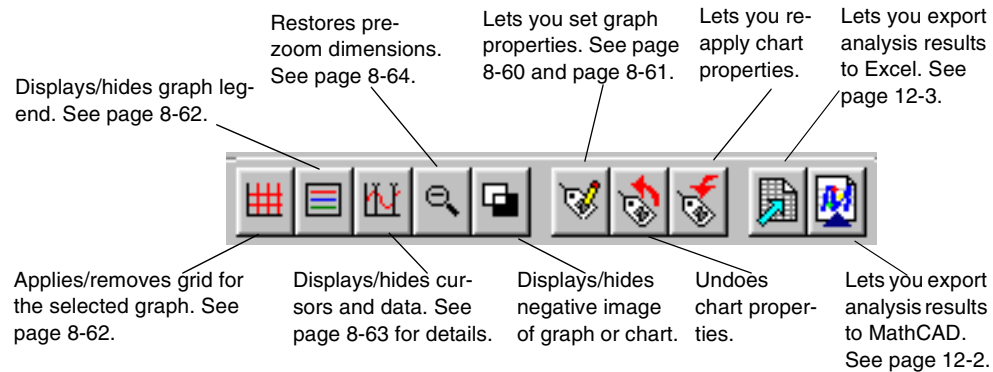 Displays/hides graph leg-
end. See page 8-62.
Restores pre-
zoom dimensions.
See page 8-64.
Lets you set graph
properties. See page
8-60 and page 8-61.
Lets you re-
apply chart
properties.
Lets you export
analysis results
to Excel. See
page 12-3.
Applies/removes grid for
the selected graph. See
page 8-62.
Displays/hides cur-
sors and data. See
page 8-63 for details.
Displays/hides
negative image
of graph or chart.
Undoes
chart proper-
ties.
Lets you export
analysis results
to MathCAD.
See page 12-2.